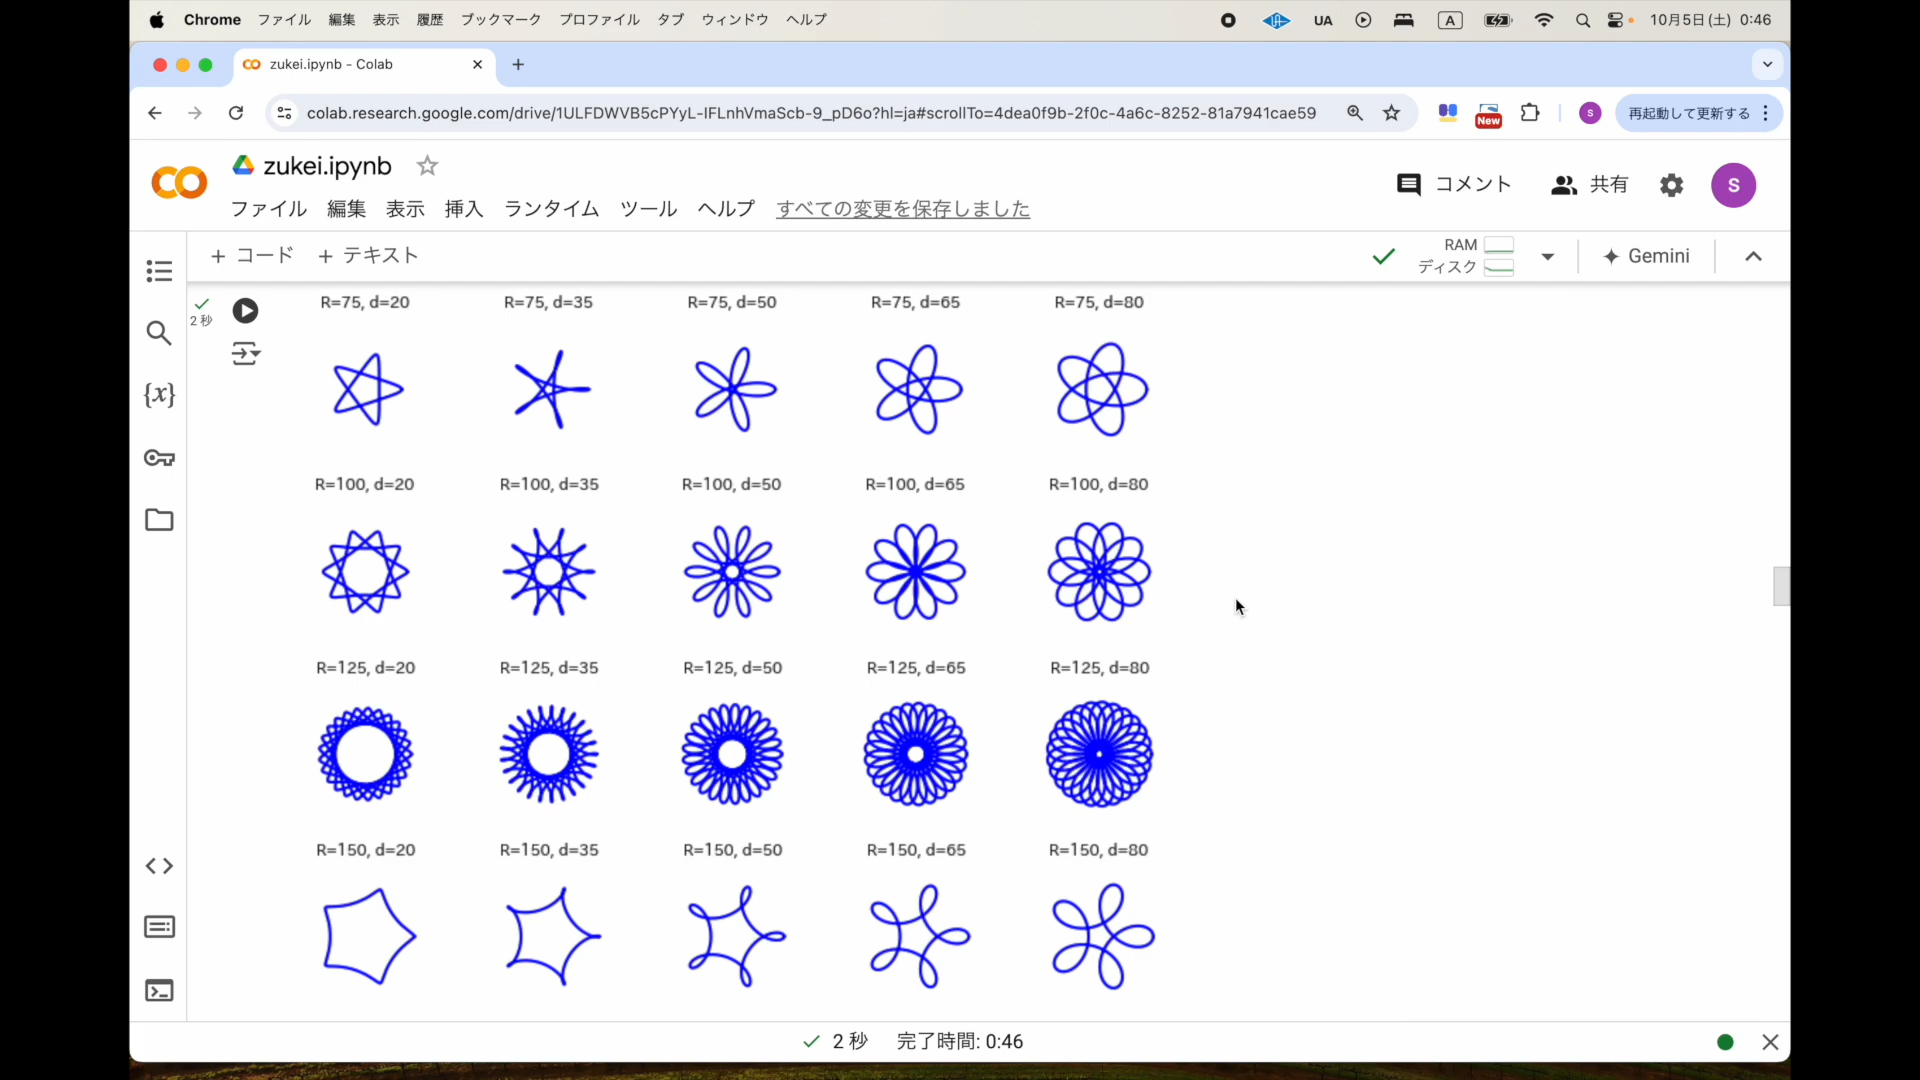 Chrome ファイル 編集 表示 履歴 ブックマーク プロファイル タブ ウィンドウ ヘルプ UA A 10月5日(土) 0:46
zukei.ipynb - Colab
colab.research.google.com/drive/1ULFDWVB5cPYyL-IFLnhVmaScb-9_pD6o?hl=ja#scrollTo=4dea0f9b-2f0c-4a6c-8252-81a7941cae59 New S 再起動して更新する
zukei.ipynb
コメント 共有 S
ファイル 編集 表示 挿入 ランタイム ツール ヘルプ すべての変更を保存しました
+ コード + テキスト RAM ディスク Gemini
2 秒
R=75, d=20 R=75, d=35 R=75, d=50 R=75, d=65 R=75, d=80
{x}
R=100, d=20 R=100, d=35 R=100, d=50 R=100, d=65 R=100, d=80
R=125, d=20 R=125, d=35 R=125, d=50 R=125, d=65 R=125, d=80
R=150, d=20 R=150, d=35 R=150, d=50 R=150, d=65 R=150, d=80
2 秒 完了時間: 0:46